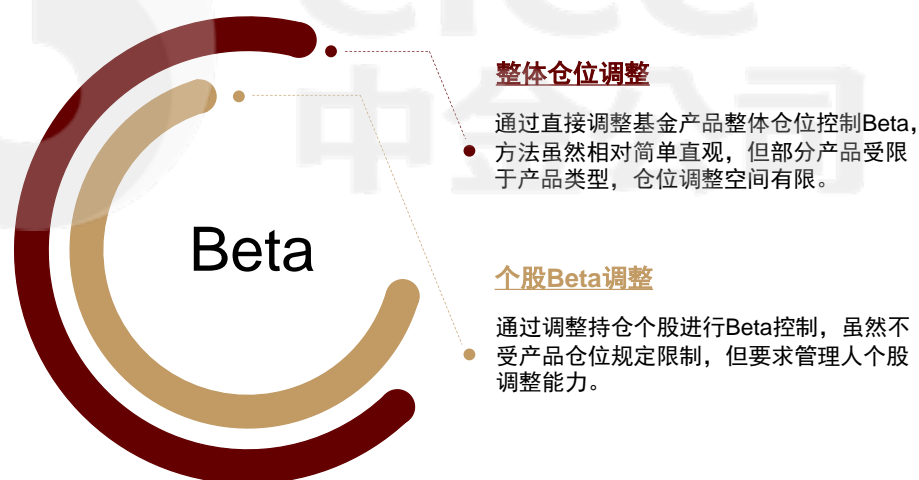 CICC
中金公司
Beta
整体仓位调整
通过直接调整基金产品整体仓位控制Beta，
方法虽然相对简单直观，但部分产品受限
于产品类型，仓位调整空间有限。
个股Beta调整
通过调整持仓个股进行Beta控制，虽然不
受产品仓位规定限制，但要求管理人个股
调整能力。